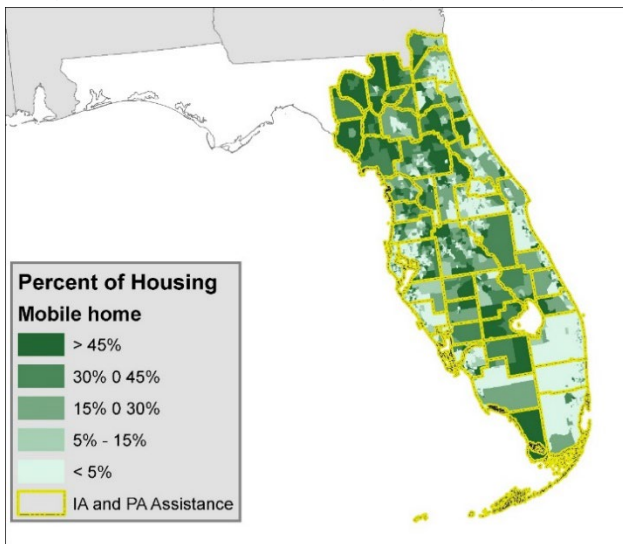 Percent of Housing
Mobile home
> 45%
30% 0 45%
15% 0 30%
5% - 15%
< 5%
IA and PA Assistance